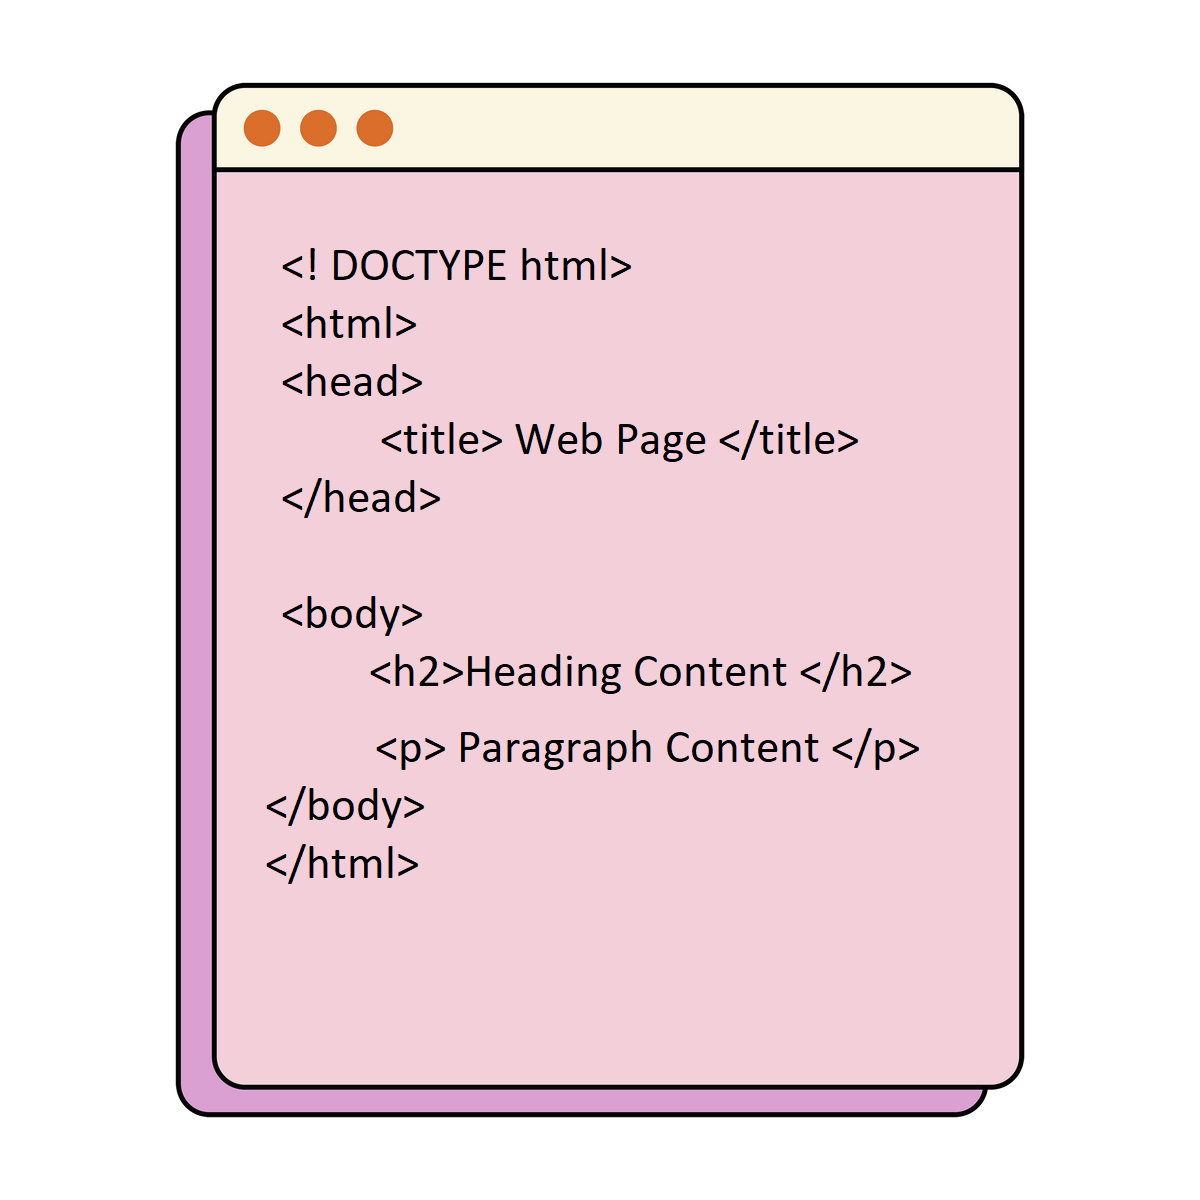 <! DOCTYPE html>
<html>
<head>
<title> Web Page </title>
</head>
<body>
<h2>Heading Content </h2>
<p> Paragraph Content </p>
</body>
</html>